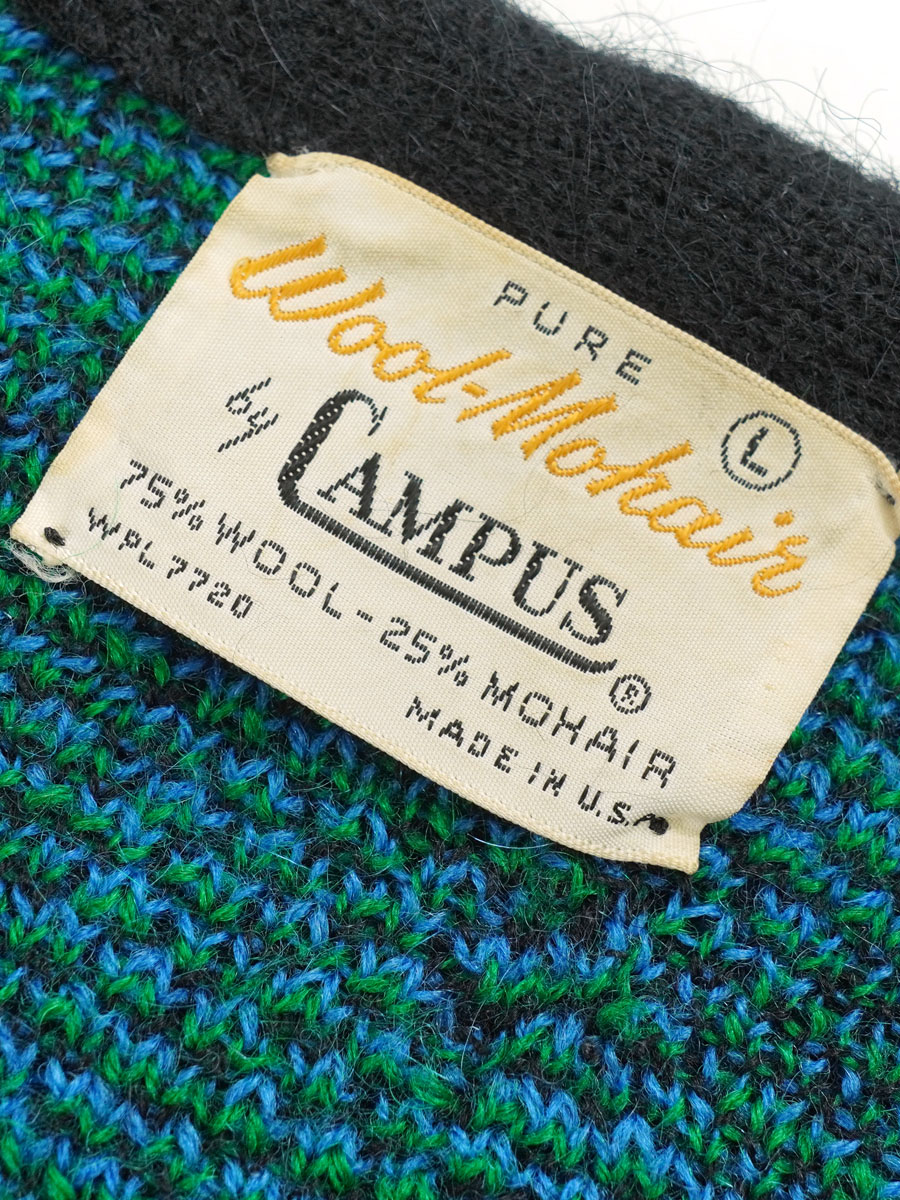 PURE
Wool-Mohair
L
by CAMPUS ®
75% WOOL-25% MOHAIR
WPL 7720
MADE IN U.S.A